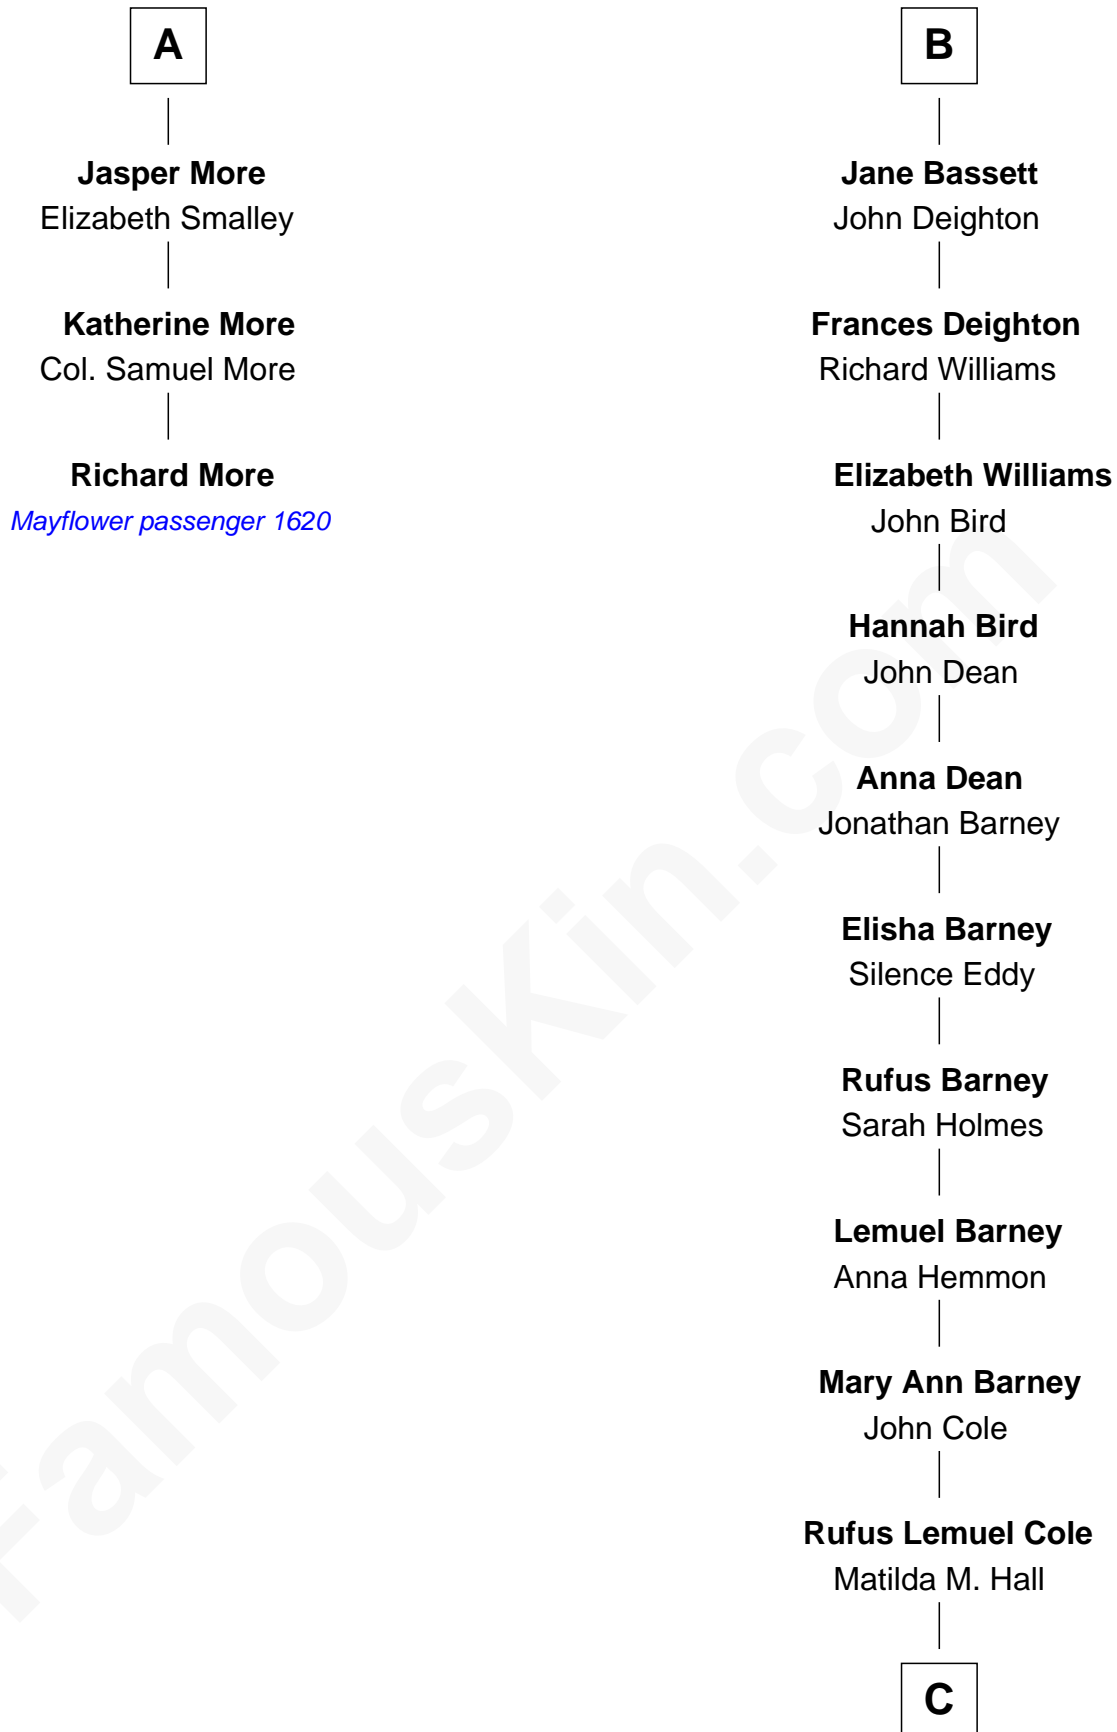 A
Jasper More
Elizabeth Smalley
Katherine More
Col. Samuel More
Richard More
Mayflower passenger 1620
B
Jane Bassett
John Deighton
Frances Deighton
Richard Williams
Elizabeth Williams
John Bird
Hannah Bird
John Dean
Anna Dean
Jonathan Barney
Elisha Barney
Silence Eddy
Rufus Barney
Sarah Holmes
Lemuel Barney
Anna Hemmon
Mary Ann Barney
John Cole
Rufus Lemuel Cole
Matilda M. Hall
C
FamousKin.com